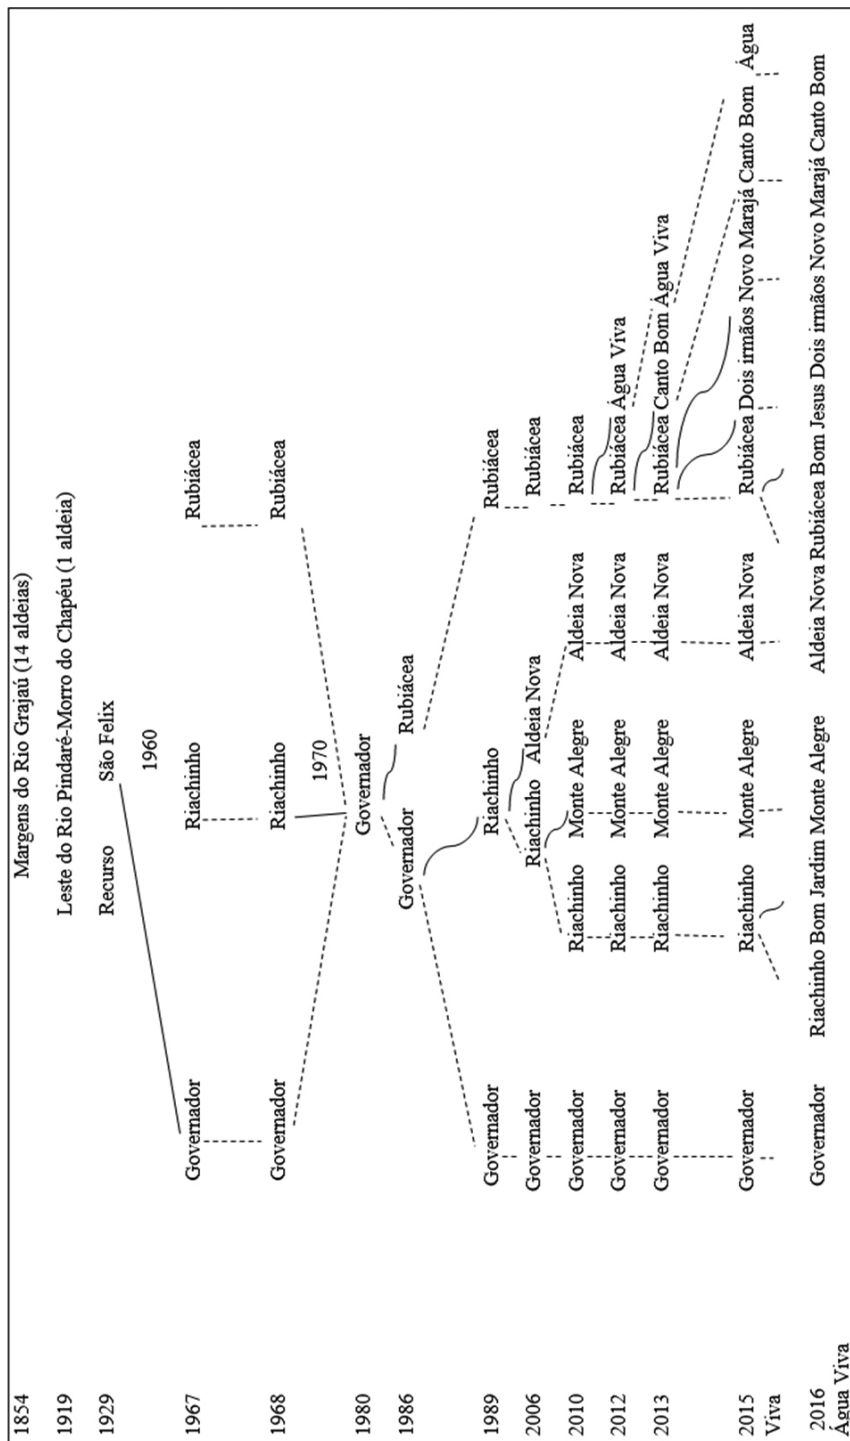 1854 Margens do Rio Grajaú (14 aldeias)
1919 Leste do Rio Pindaré-Morro do Chapéu (1 aldeia)
1929 Recurso São Felix
1960
1967 Governador Riachinho Rubiácea
1968 Governador Riachinho Rubiácea
1970
1980 Governador
1986 Governador Rubiácea
1989 Governador Riachinho Rubiácea
2006 Governador Riachinho Aldeia Nova Rubiácea
2010 Governador Riachinho Monte Alegre Aldeia Nova Rubiácea
2012 Governador Riachinho Monte Alegre Aldeia Nova Rubiácea Água Viva
2013 Governador Riachinho Monte Alegre Aldeia Nova Rubiácea Canto Bom Água Viva
2015 Governador Riachinho Monte Alegre Aldeia Nova Rubiácea Dois irmãos Novo Marajá Canto Bom Água
Viva
2016 Governador Riachinho Bom Jardim Monte Alegre Aldeia Nova Rubiácea Bom Jesus Dois irmãos Novo Marajá Canto Bom
Água Viva